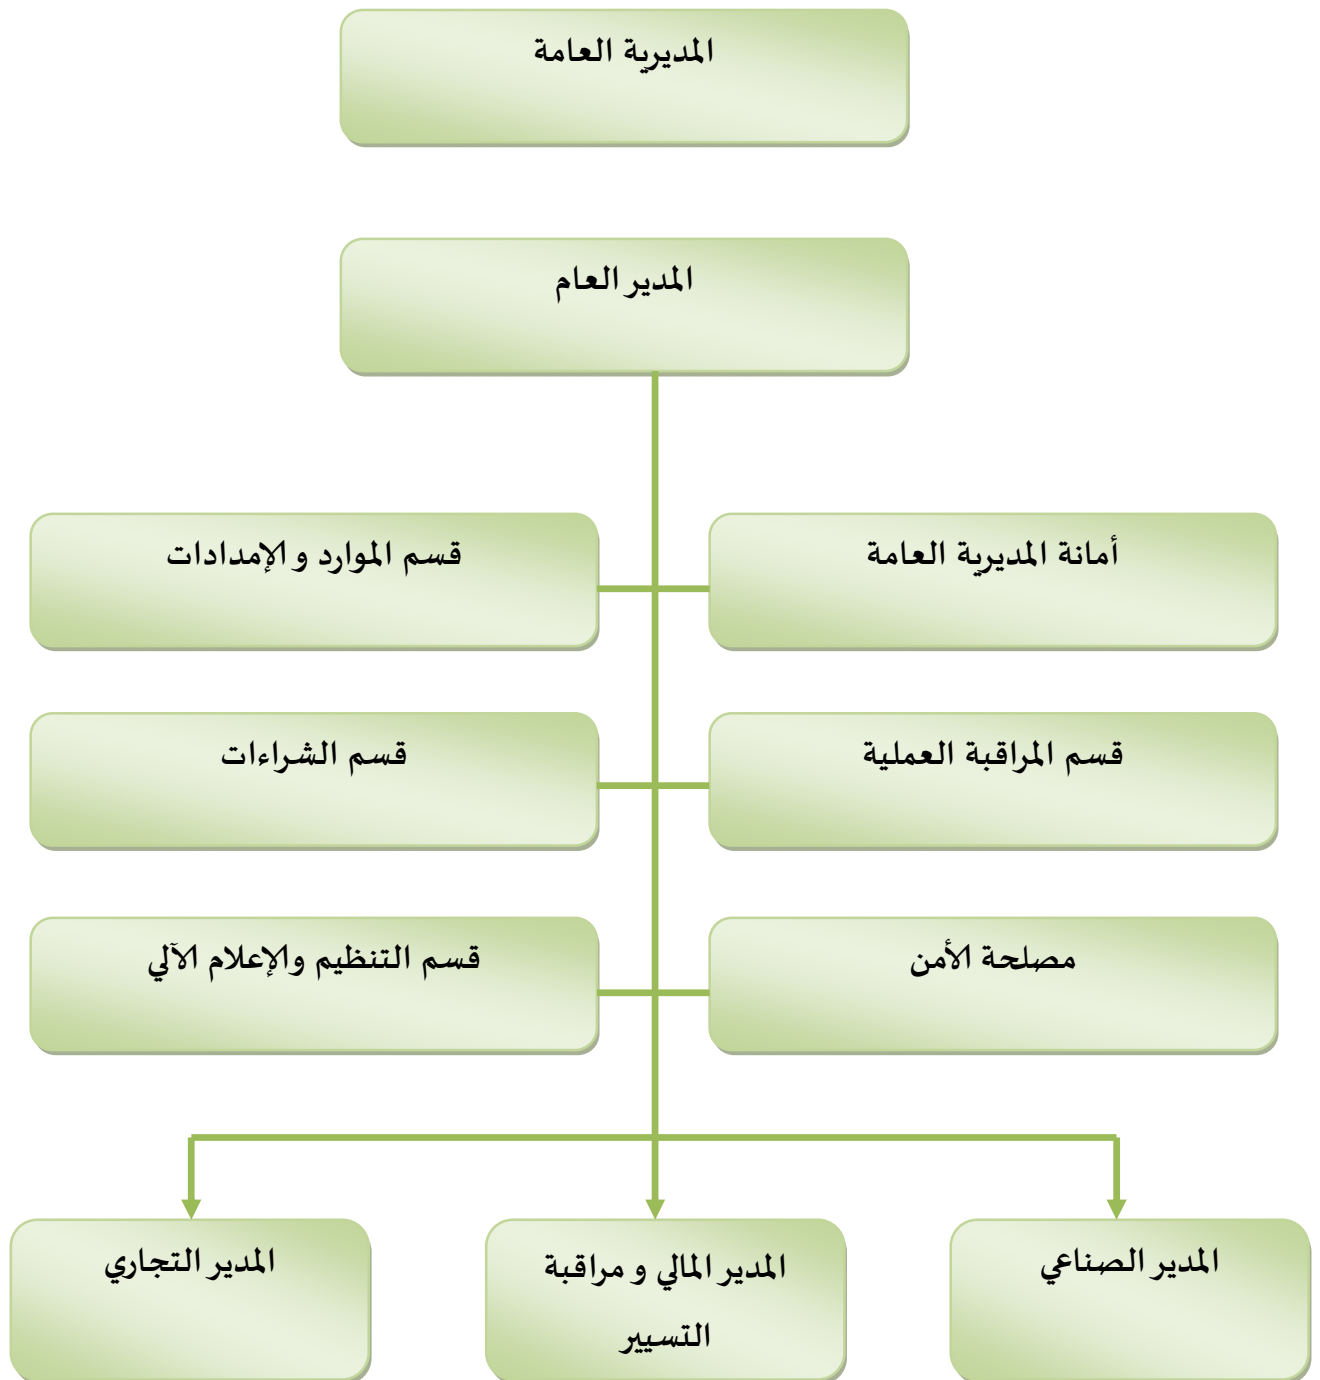 المديرية العامة
المدير العام
أمانة المديرية العامة
قسم الموارد و الإمدادات
قسم المراقبة العملية
قسم الشراءات
مصلحة الأمن
قسم التنظيم والإعلام الآلي
المدير الصناعي
المدير المالي و مراقبة
التسيير
المدير التجاري